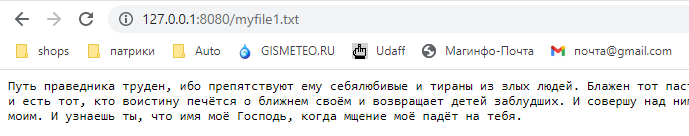 127.0.0.1:8080/myfile1.txt
shops патрики Auto GISMETEO.RU Udaff Магинфо-Почта почта@gmail.com
Путь праведника труден, ибо препятствуют ему себялюбивые и тираны из злых людей. Блажен тот
и есть тот, кто воистину печётся о ближнем своём и возвращает детей заблудших. И совершу над
моим. И узнаешь ты, что имя моё Господь, когда мщение моё падёт на тебя.